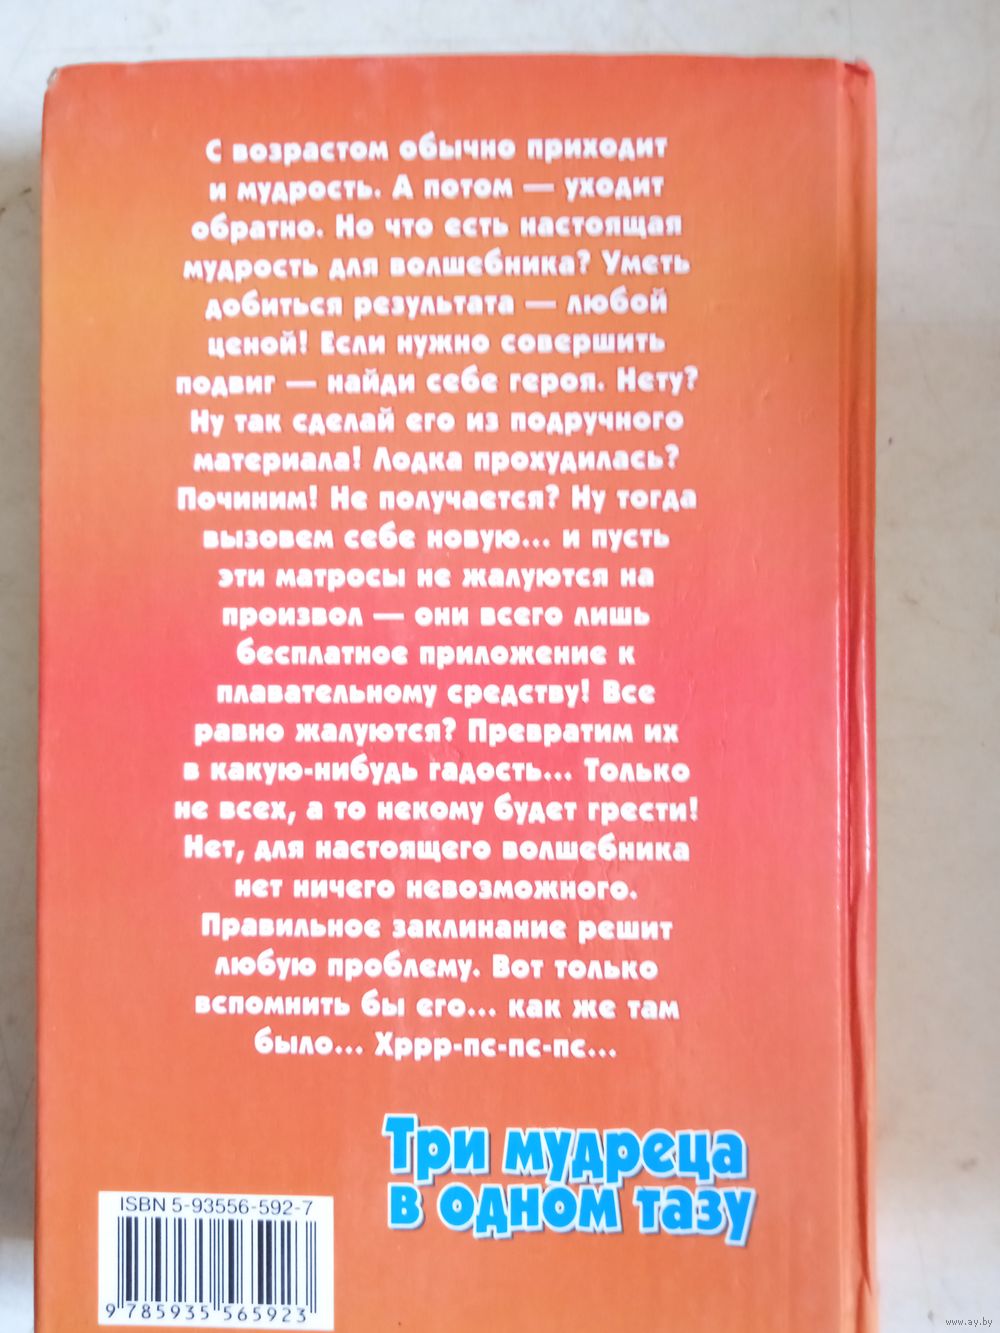 С возрастом обычно приходит
и мудрость. А потом — уходит
обратно. Но что есть настоящая
мудрость для волшебника? Уметь
добиться результата — любой
ценой! Если нужно совершить
подвиг — найди себе героя. Нету?
Ну так сделай его из подручного
материала! Лодка прохудилась?
Починим! Не получается? Ну тогда
вызовем себе новую... и пусть
эти матросы не жалуются на
произвол — они всего лишь
бесплатное приложение к
плавательному средству! Все
равно жалуются? Превратим их
в какую-нибудь гадость... Только
не всех, а то некому будет грести!
Нет, для настоящего волшебника
нет ничего невозможного.
Правильное заклинание решит
любую проблему. Вот только
вспомнить бы его... как же там
было... Хррр-пс-пс-пс...
Три мудреца
в одном тазу
ISBN 5-93556-592-7
9 785935 565923
www.ay.by